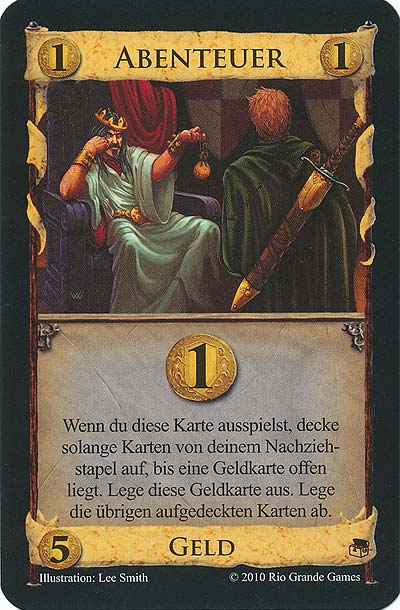 1 ABENTEUER 1
1
Wenn du diese Karte ausspielst, decke
solange Karten von deinem Nachzieh-
stapel auf, bis eine Geldkarte offen
liegt. Lege diese Geldkarte aus. Lege
die übrigen aufgedeckten Karten ab.
5 GELD
Illustration: Lee Smith © 2010 Rio Grande Games